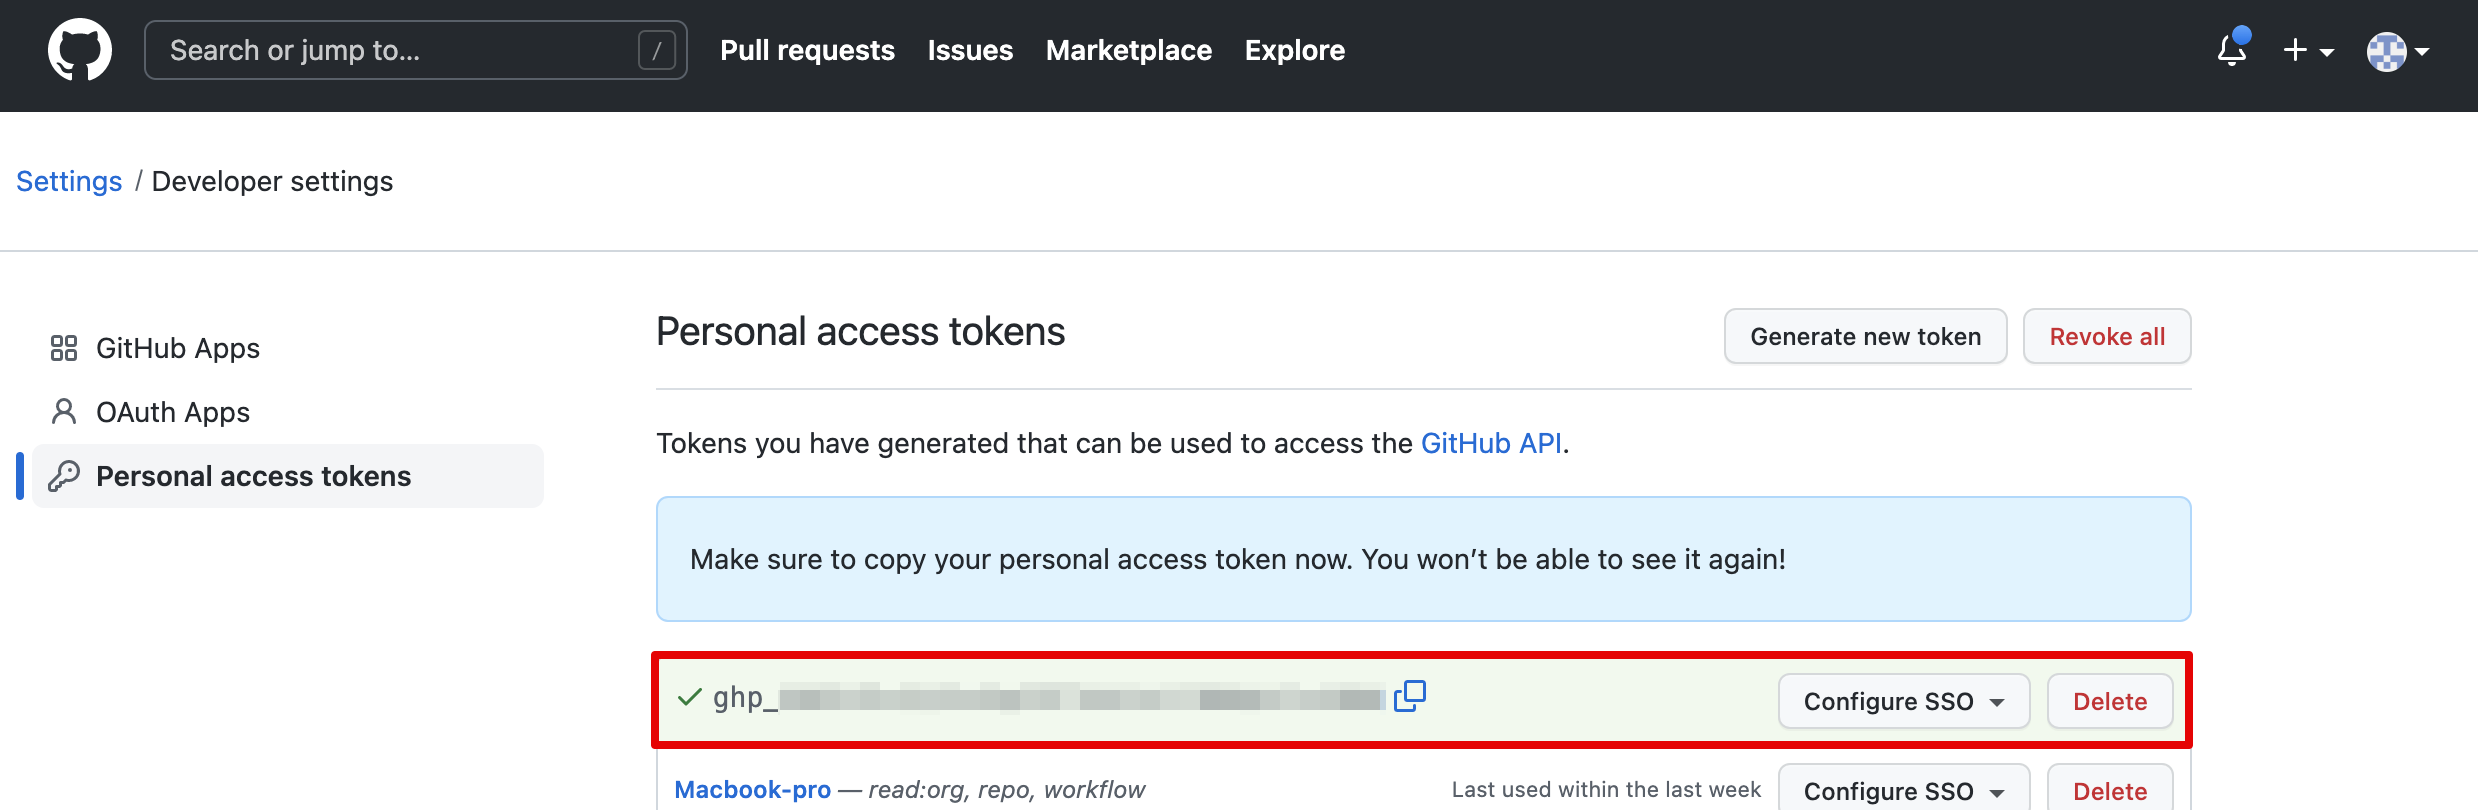 Search or jump to... / Pull requests Issues Marketplace Explore
Settings / Developer settings
GitHub Apps
OAuth Apps
Personal access tokens
Personal access tokens Generate new token Revoke all
Tokens you have generated that can be used to access the GitHub API.
Make sure to copy your personal access token now. You won’t be able to see it again!
ghp_ Configure SSO Delete
Macbook-pro — read:org, repo, workflow Last used within the last week Configure SSO Delete